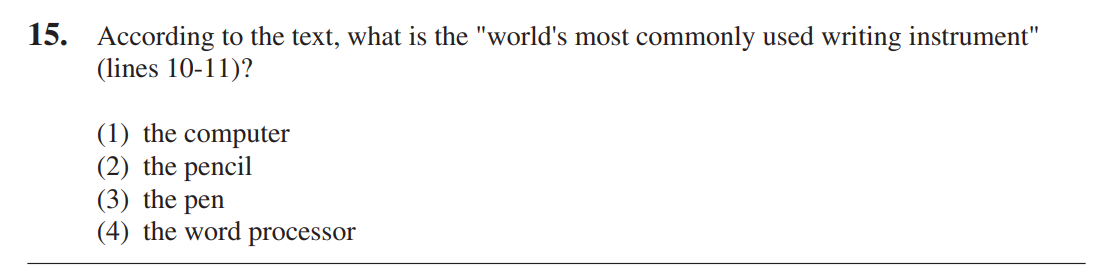 15. According to the text, what is the "world's most commonly used writing instrument"
(lines 10-11)?
(1) the computer
(2) the pencil
(3) the pen
(4) the word processor